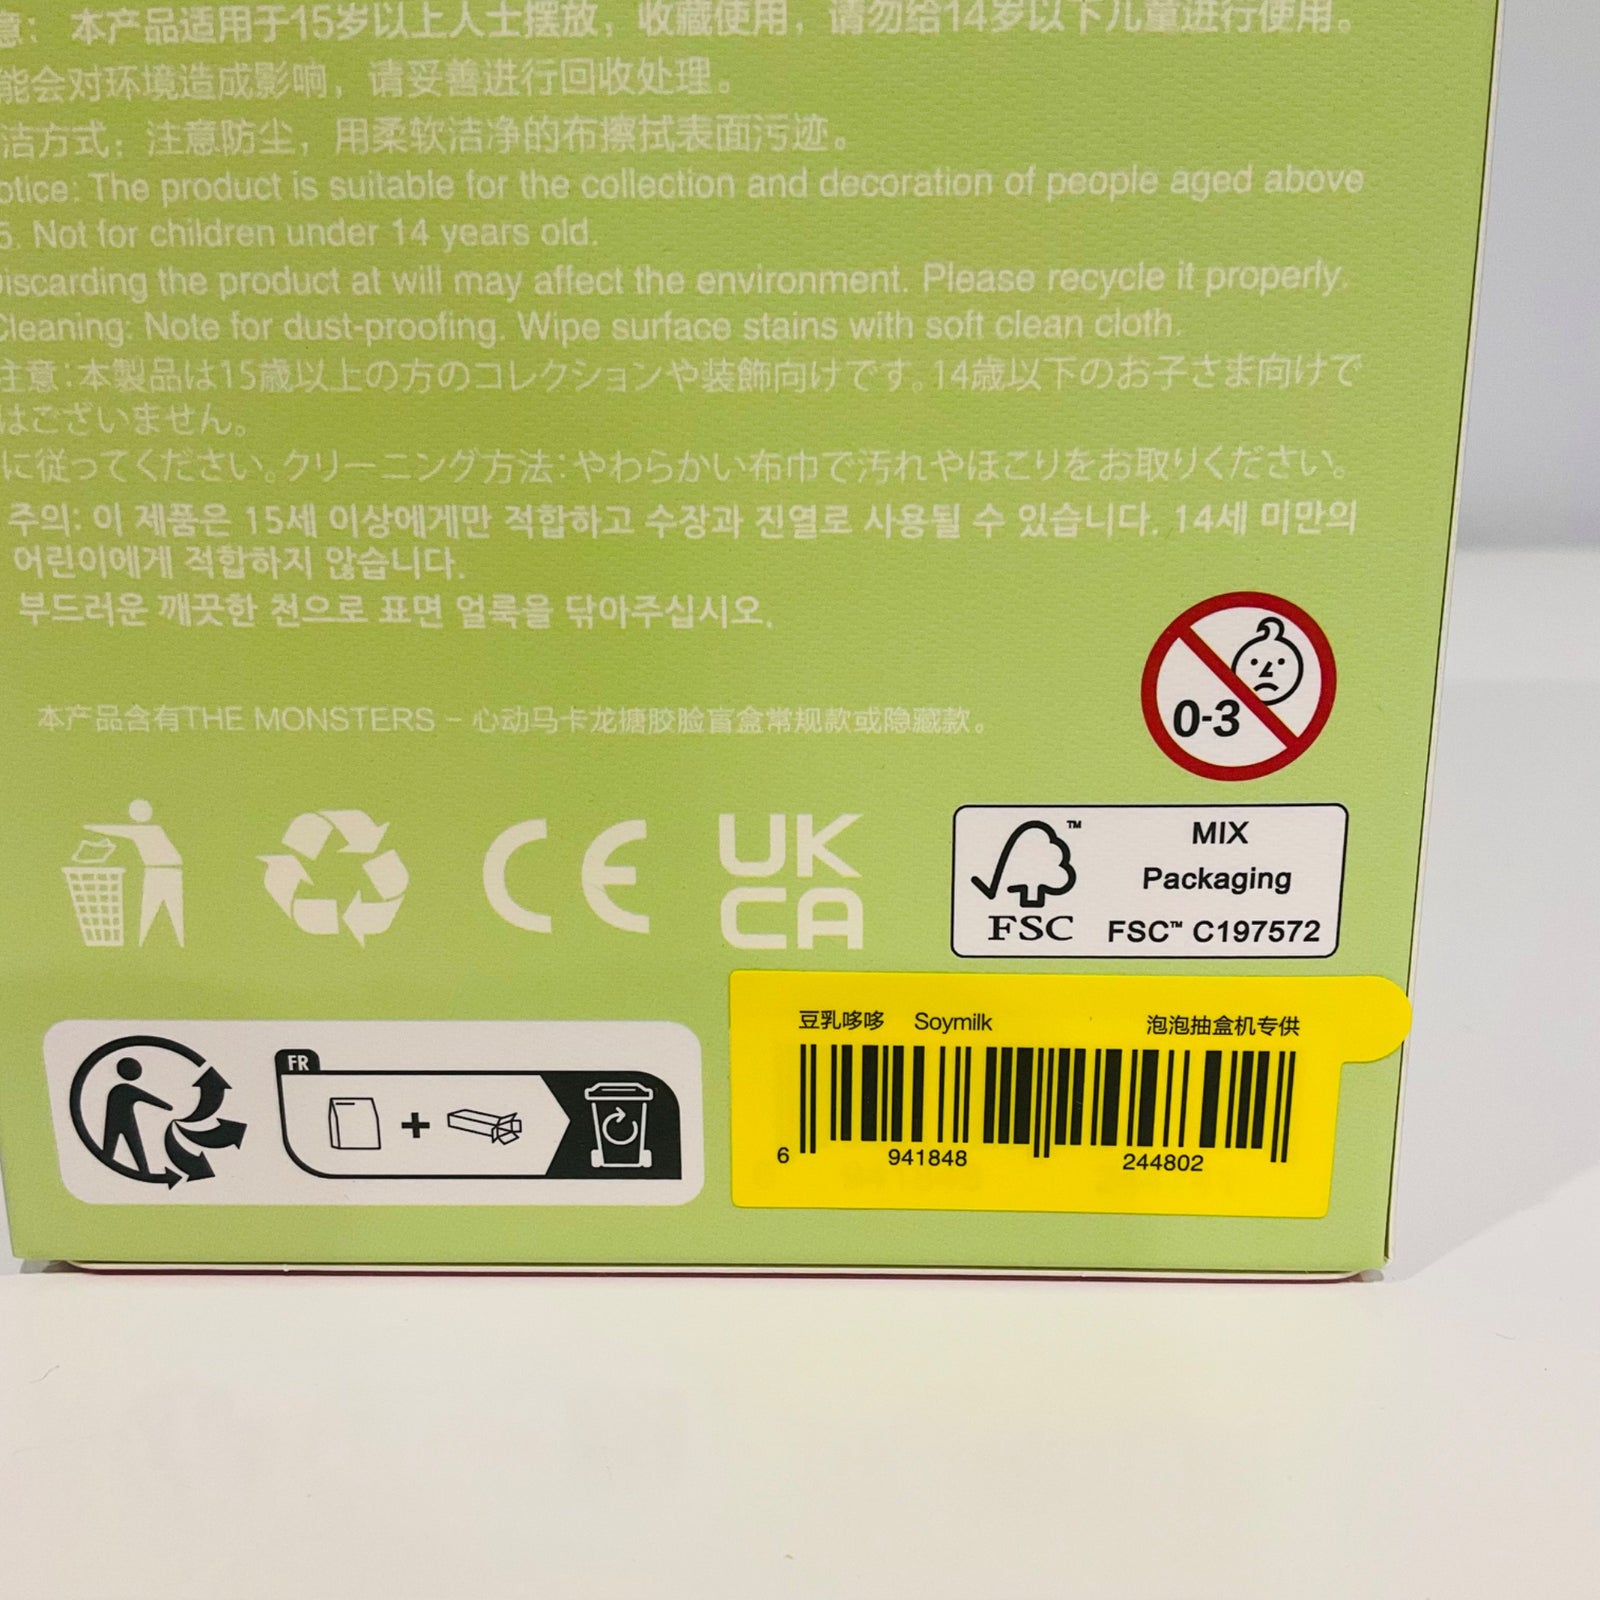 意：本产品适用于15岁以上人士摆放，收藏使用，请勿给14岁以下儿童进行使用。
能会对环境造成影响，请妥善进行回收处理。
洁方式：注意防尘，用柔软洁净的布擦拭表面污迹。
otice: The product is suitable for the collection and decoration of people aged above
5. Not for children under 14 years old.
Discarding the product at will may affect the environment. Please recycle it properly.
Cleaning: Note for dust-proofing. Wipe surface stains with soft clean cloth.
注意：本製品は15歳以上の方のコレクションや装飾向けです。14歳以下のお子さま向けで
はございません。
に従ってください。クリーニング方法：やわらかい布巾で汚れやほこりをお取りください。
주의: 이 제품은 15세 이상에게만 적합하고 수장과 진열로 사용될 수 있습니다. 14세 미만의
어린이에게 적합하지 않습니다.
부드러운 깨끗한 천으로 표면 얼룩을 닦아주십시오.
0-3
本产品含有THE MONSTERS – 心动马卡龙搪胶脸盲盒常规款或隐藏款。
CE
UK
CA
FSC™
MIX
Packaging
FSC™ C197572
FR
豆乳哆哆 Soymilk 泡泡抽盒机专供
6 941848 244802